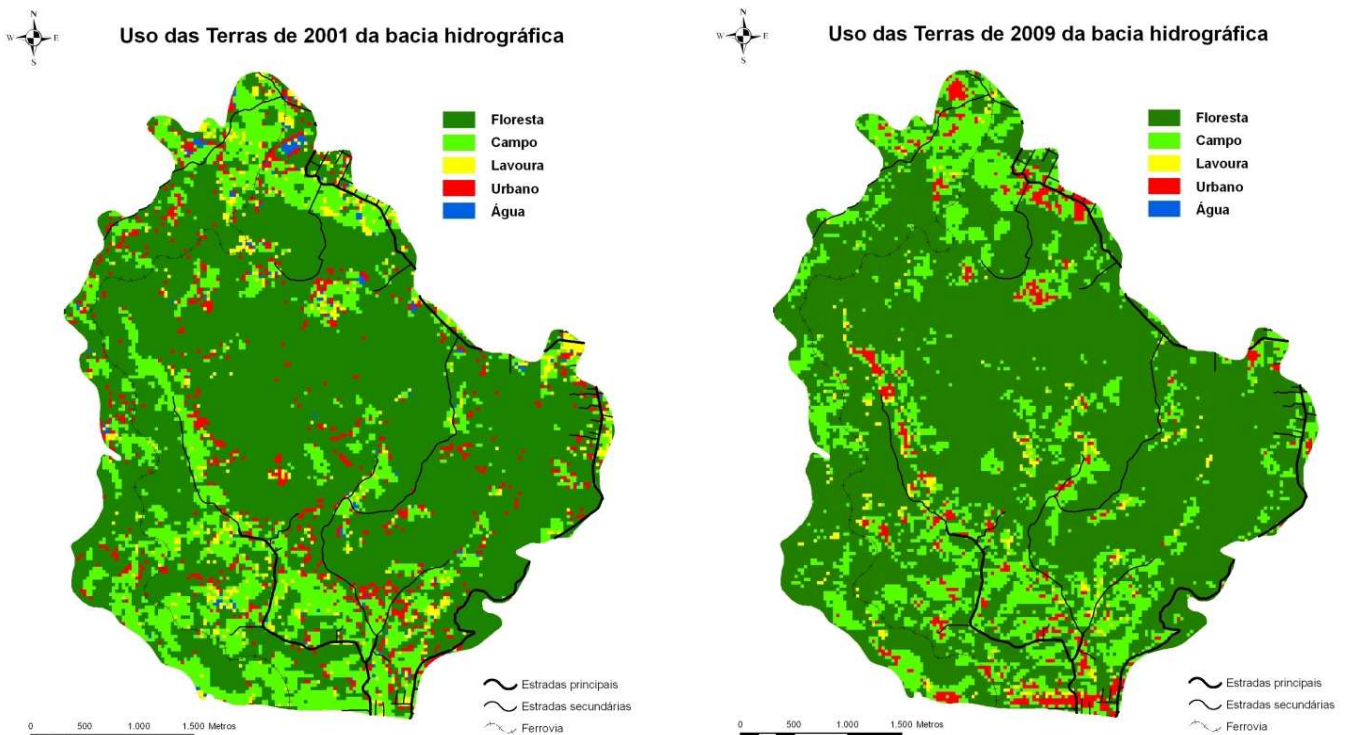 N
W E
S
Uso das Terras de 2001 da bacia hidrográfica
Floresta
Campo
Lavoura
Urbano
Água
Estradas principais
Estradas secundárias
Ferrovia
0 500 1.000 1.500 Metros
N
W E
S
Uso das Terras de 2009 da bacia hidrográfica
Floresta
Campo
Lavoura
Urbano
Água
Estradas principais
Estradas secundárias
Ferrovia
0 500 1.000 1.500 Metros